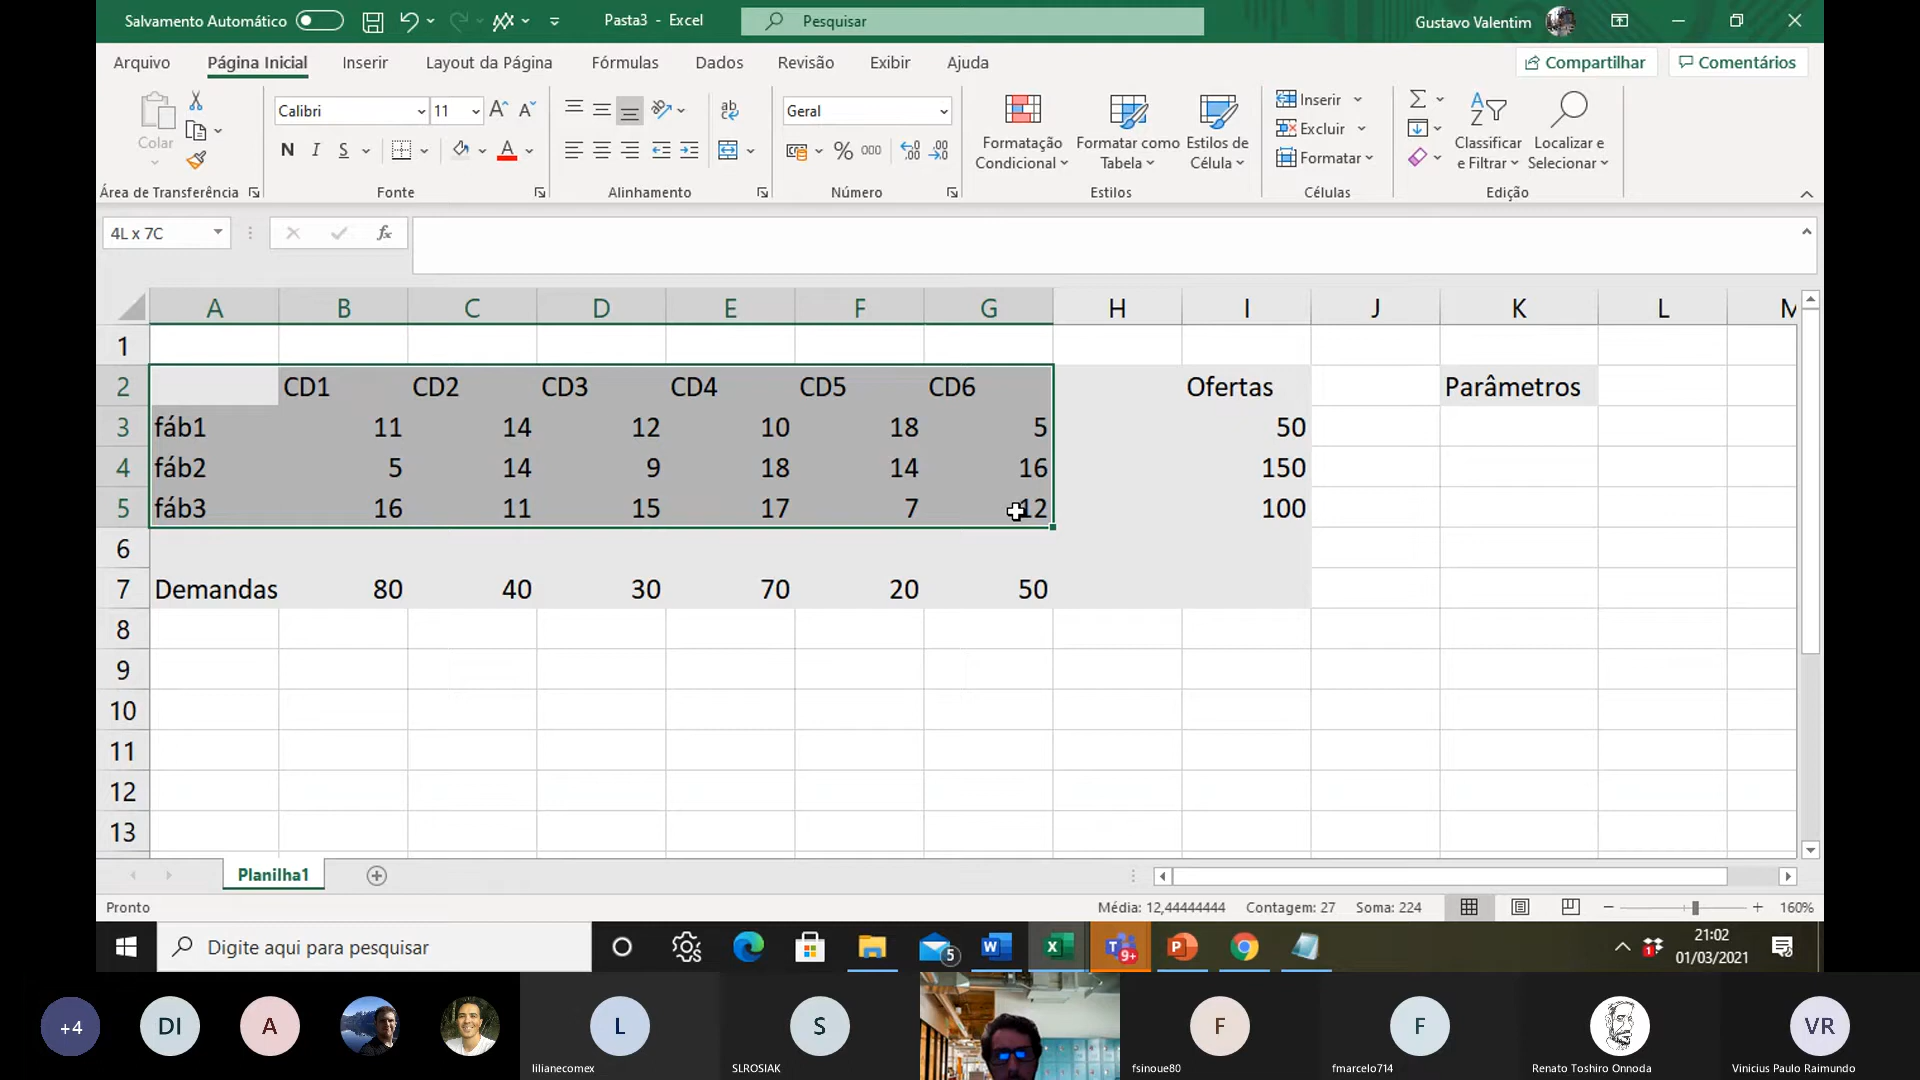 Salvamento Automático
Pasta3 - Excel
Pesquisar
Gustavo Valentim
Arquivo
Página Inicial
Inserir
Layout da Página
Fórmulas
Dados
Revisão
Exibir
Ajuda
Compartilhar
Comentários
Colar
Calibri
11
N I S
Geral
% 000
Formatação Condicional
Formatar como Tabela
Estilos de Célula
Inserir
Excluir
Formatar
Classificar e Filtrar
Localizar e Selecionar
Área de Transferência
Fonte
Alinhamento
Número
Estilos
Células
Edição
4L x 7C
fx
A B C D E F G H I J K L M
1
2 CD1 CD2 CD3 CD4 CD5 CD6 Ofertas Parâmetros
3 fáb1 11 14 12 10 18 5 50
4 fáb2 5 14 9 18 14 16 150
5 fáb3 16 11 15 17 7 12 100
6
7 Demandas 80 40 30 70 20 50
8
9
10
11
12
13
Planilha1
Pronto
Média: 12,44444444
Contagem: 27
Soma: 224
160%
Digite aqui para pesquisar
5
9+
1
21:02
01/03/2021
+4
DI
A
L
S
F
F
VR
lilianecomex
SLROSIAK
fsinoue80
fmarcelo714
Renato Toshiro Onnoda
Vinicius Paulo Raimundo